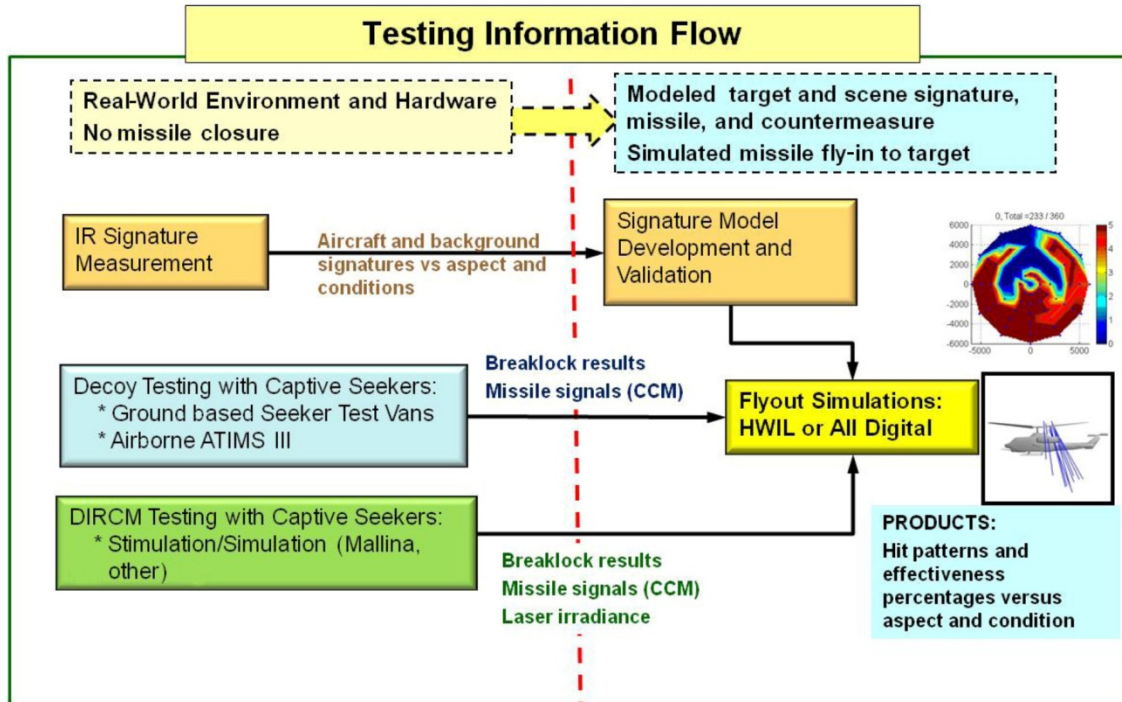 Testing Information Flow
Real-World Environment and Hardware
No missile closure
Modeled target and scene signature,
missile, and countermeasure
Simulated missile fly-in to target
IR Signature
Measurement
Aircraft and background
signatures vs aspect and
conditions
Signature Model
Development and
Validation
0, Total =233 / 360
6000
4000
2000
0
-2000
-4000
-6000
-5000
0
5000
5
4
3
2
1
0
Decoy Testing with Captive Seekers:
* Ground based Seeker Test Vans
* Airborne ATIMS III
Breaklock results
Missile signals (CCM)
Flyout Simulations:
HWIL or All Digital
DIRCM Testing with Captive Seekers:
* Stimulation/Simulation (Mallina,
other)
Breaklock results
Missile signals (CCM)
Laser irradiance
PRODUCTS:
Hit patterns and
effectiveness
percentages versus
aspect and condition